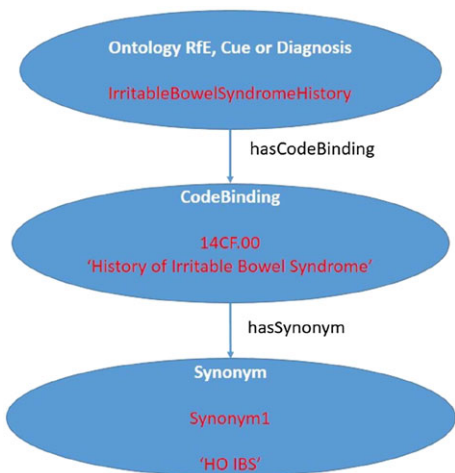 Ontology RfE, Cue or Diagnosis
IrritableBowelSyndromeHistory
hasCodeBinding
CodeBinding
14CF.00
‘History of Irritable Bowel Syndrome’
hasSynonym
Synonym
Synonym1
‘HO IBS’